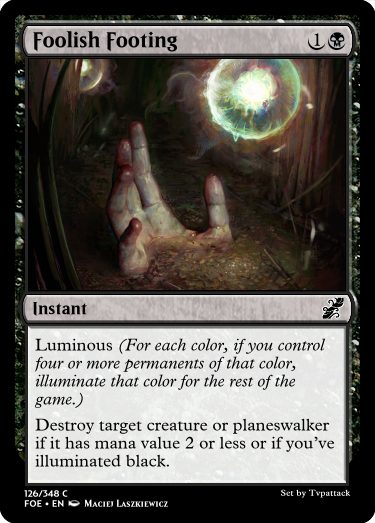 Foolish Footing
1
Instant
Luminous (For each color, if you control
four or more permanents of that color,
illuminate that color for the rest of the
game.)
Destroy target creature or planeswalker
if it has mana value 2 or less or if you've
illuminated black.
126/348 C
FOE • EN Maciej Laszkiewicz
Set by Tvpattack